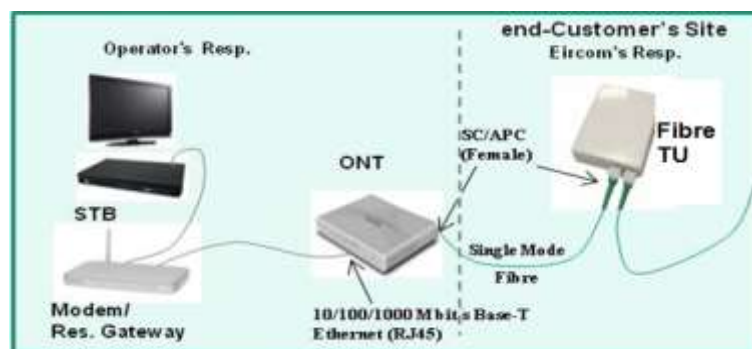 end-Customer's Site
Operator's Resp.
Eircom's Resp.
SC/APC
(Female)
Fibre
TU
ONT
STB
Single Mode
Fibre
Modem/
Res. Gateway
10/100/1000 Mbits Base-T
Ethernet (RJ45)